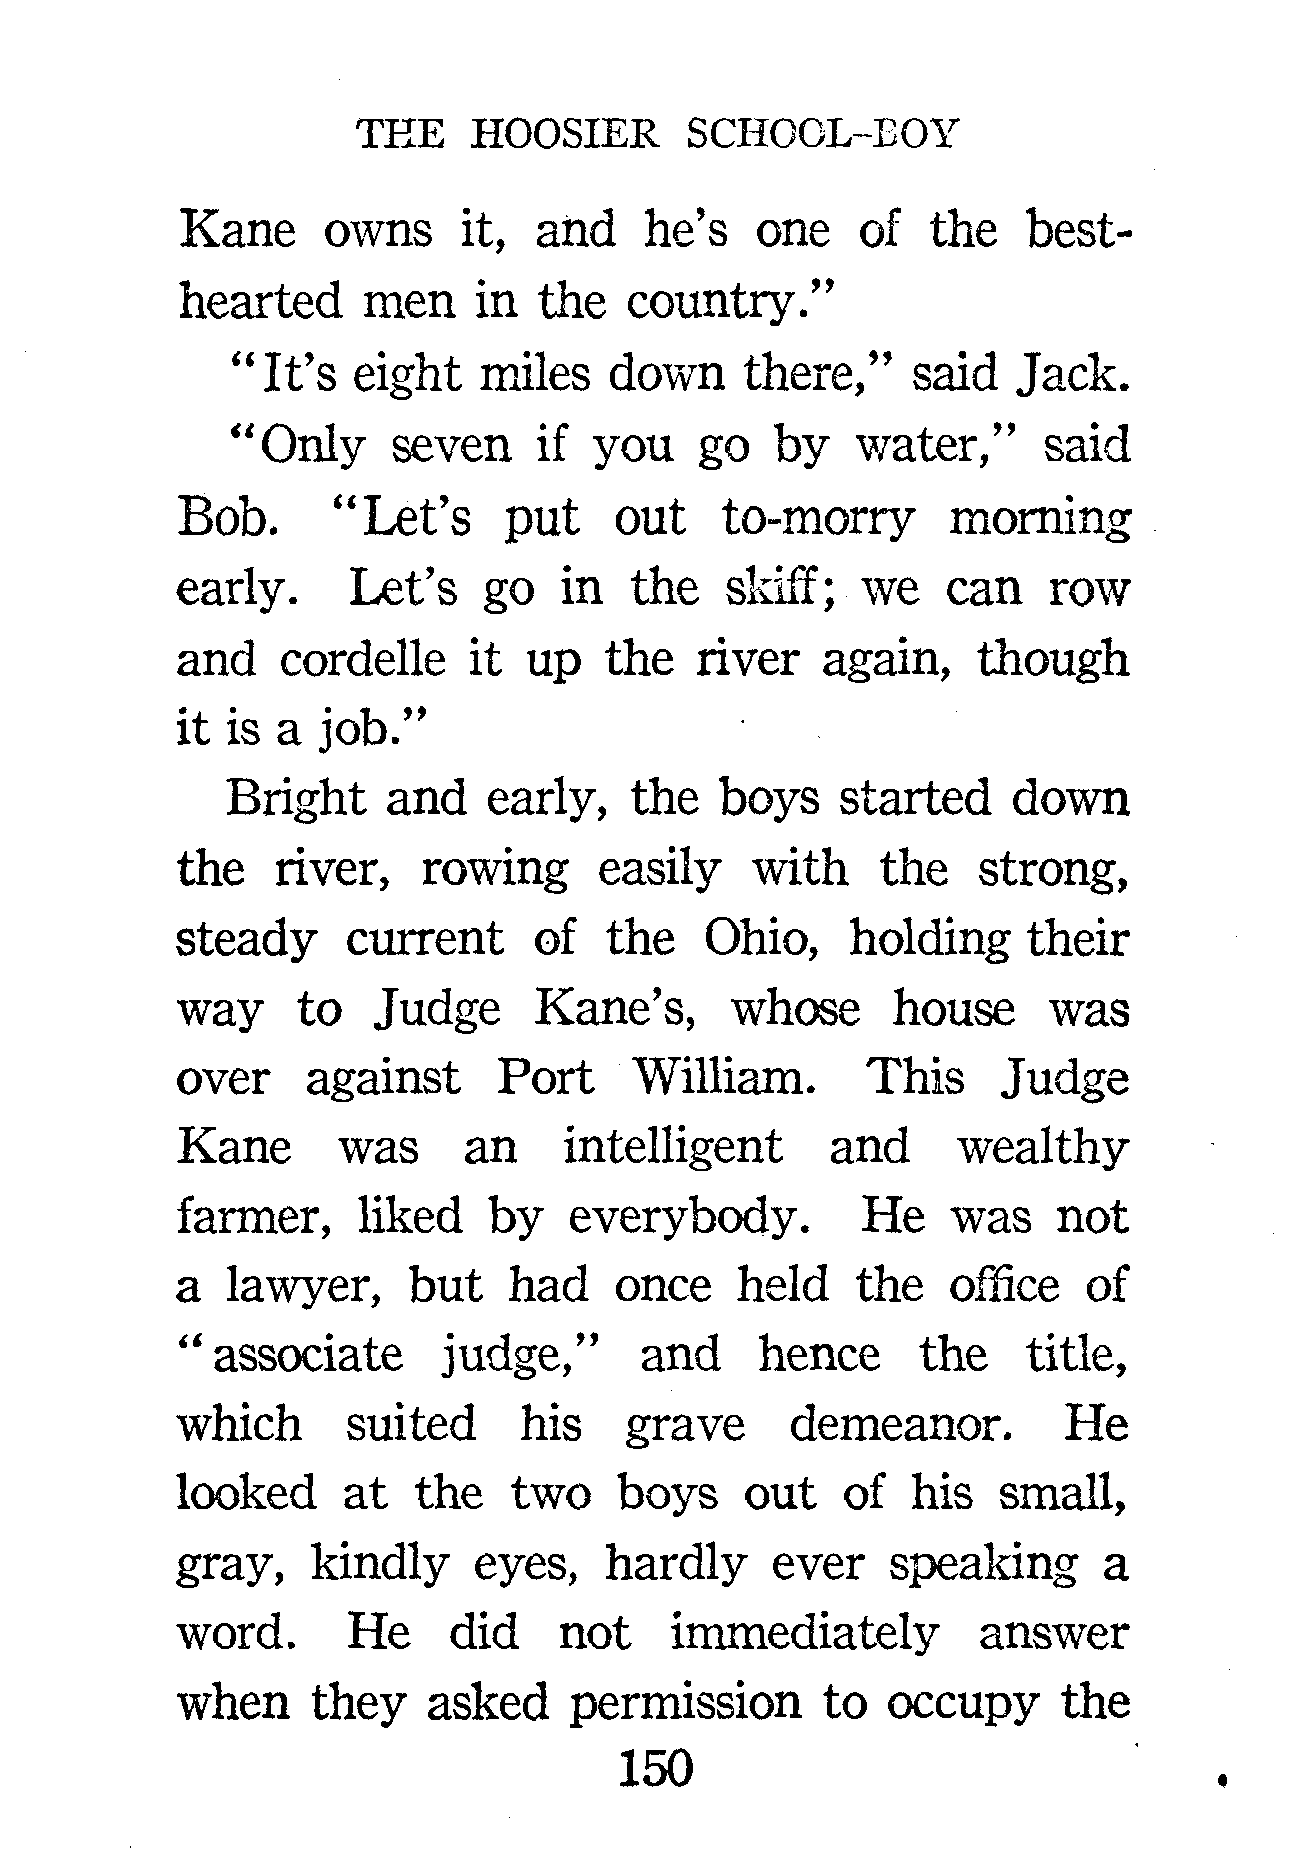 THE HOOSIER SCHOOL-BOY
Kane owns it, and he's one of the best-
hearted men in the country."
"It's eight miles down there," said Jack.
"Only seven if you go by water," said
Bob. "Let's put out to-morry morning
early. Let's go in the skiff; we can row
and cordelle it up the river again, though
it is a job."
Bright and early, the boys started down
the river, rowing easily with the strong,
steady current of the Ohio, holding their
way to Judge Kane's, whose house was
over against Port William. This Judge
Kane was an intelligent and wealthy
farmer, liked by everybody. He was not
a lawyer, but had once held the office of
"associate judge," and hence the title,
which suited his grave demeanor. He
looked at the two boys out of his small,
gray, kindly eyes, hardly ever speaking a
word. He did not immediately answer
when they asked permission to occupy the
150